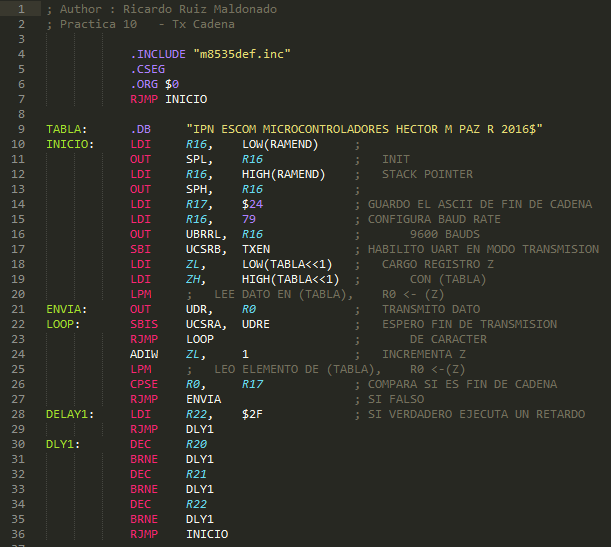 1 ; Author : Ricardo Ruiz Maldonado
2 ; Practica 10   - Tx Cadena
3
4 .INCLUDE "m8535def.inc"
5 .CSEG
6 .ORG $0
7 RJMP INICIO
8
9 TABLA: .DB "IPN ESCOM MICROCONTROLADORES HECTOR M PAZ R 2016$"
10 INICIO: LDI R16, LOW(RAMEND) ;
11 OUT SPL, R16 ; INIT
12 LDI R16, HIGH(RAMEND) ; STACK POINTER
13 OUT SPH, R16 ;
14 LDI R17, $24 ; GUARDO EL ASCII DE FIN DE CADENA
15 LDI R16, 79 ; CONFIGURA BAUD RATE
16 OUT UBRRL, R16 ; 9600 BAUDS
17 SBI UCSRB, TXEN ; HABILITO UART EN MODO TRANSMISION
18 LDI ZL, LOW(TABLA<<1) ; CARGO REGISTRO Z
19 LDI ZH, HIGH(TABLA<<1) ; CON (TABLA)
20 LPM ; LEE DATO EN (TABLA), R0 <- (Z)
21 ENVIA: OUT UDR, R0 ; TRANSMITO DATO
22 LOOP: SBIS UCSRA, UDRE ; ESPERO FIN DE TRANSMISION
23 RJMP LOOP ; DE CARACTER
24 ADIW ZL, 1 ; INCREMENTA Z
25 LPM ; LEO ELEMENTO DE (TABLA), R0 <-(Z)
26 CPSE R0, R17 ; COMPARA SI ES FIN DE CADENA
27 RJMP ENVIA ; SI FALSO
28 DELAY1: LDI R22, $2F ; SI VERDADERO EJECUTA UN RETARDO
29 RJMP DLY1
30 DLY1: DEC R20
31 BRNE DLY1
32 DEC R21
33 BRNE DLY1
34 DEC R22
35 BRNE DLY1
36 RJMP INICIO
37